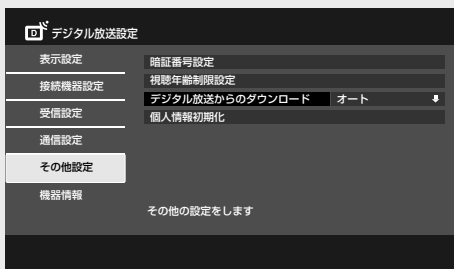 D デジタル放送設定
表示設定
接続機器設定
受信設定
通信設定
その他設定
機器情報
暗証番号設定
視聴年齢制限設定
デジタル放送からのダウンロード オート
個人情報初期化
その他の設定をします